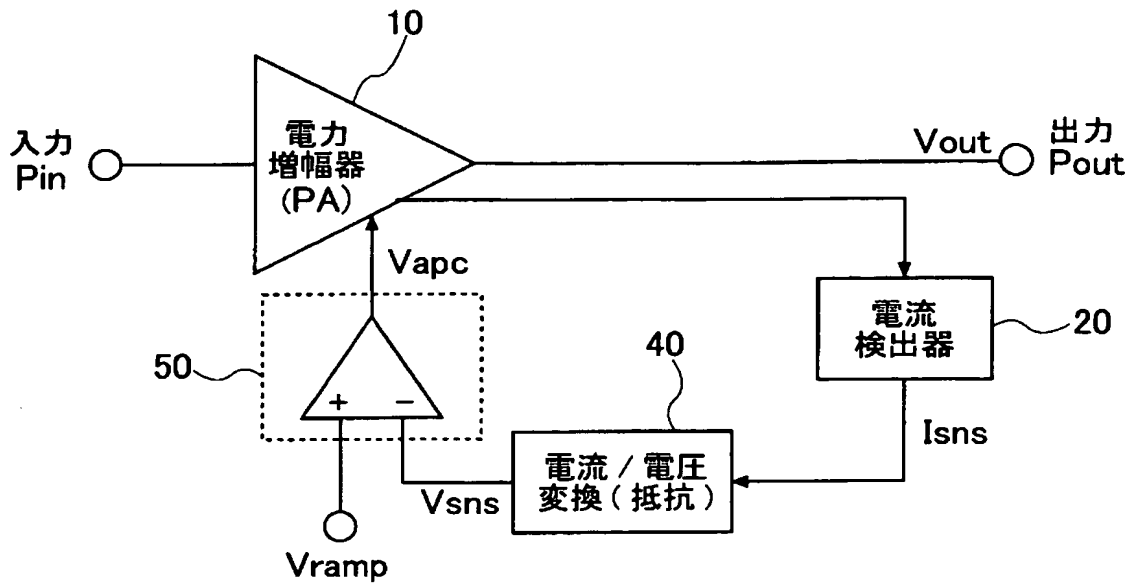 10
入力
Pin
電力
増幅器
(PA)
Vout
出力
Pout
Vapc
電流
検出器
20
50
+ −
40
Isns
電流/電圧
変換(抵抗)
Vsns
Vramp